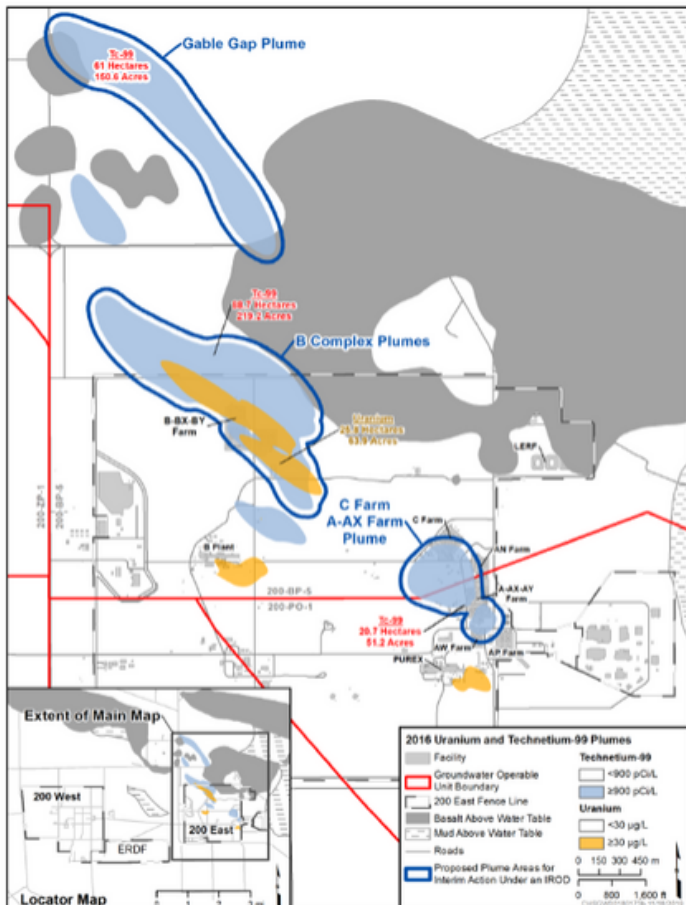 Gable Gap Plume
Tc-99
61 Hectares
150.6 Acres
Tc-99
88.7 Hectares
219.2 Acres
B Complex Plumes
B-BX-BY
Farm
Uranium
25.8 Hectares
63.8 Acres
LERF
200-ZP-1
200-BP-5
C Farm
A-AX Farm
Plume
C Farm
AN Farm
B Plant
200-BP-5
200-PO-1
A-AX-AY
Farm
Tc-99
20.7 Hectares
51.2 Acres
AW Farm
AP Farm
PUREX
Extent of Main Map
200 West
200 East
ERDF
Locator Map
2016 Uranium and Technetium-99 Plumes
Facility
Groundwater Operable
Unit Boundary
200 East Fence Line
Basalt Above Water Table
Mud Above Water Table
Roads
Proposed Plume Areas for
Interim Action Under an IROD
Technetium-99
<900 pCi/L
≥900 pCi/L
Uranium
<30 µg/L
≥30 µg/L
0 150 300 450 m
0 800 1,600 ft